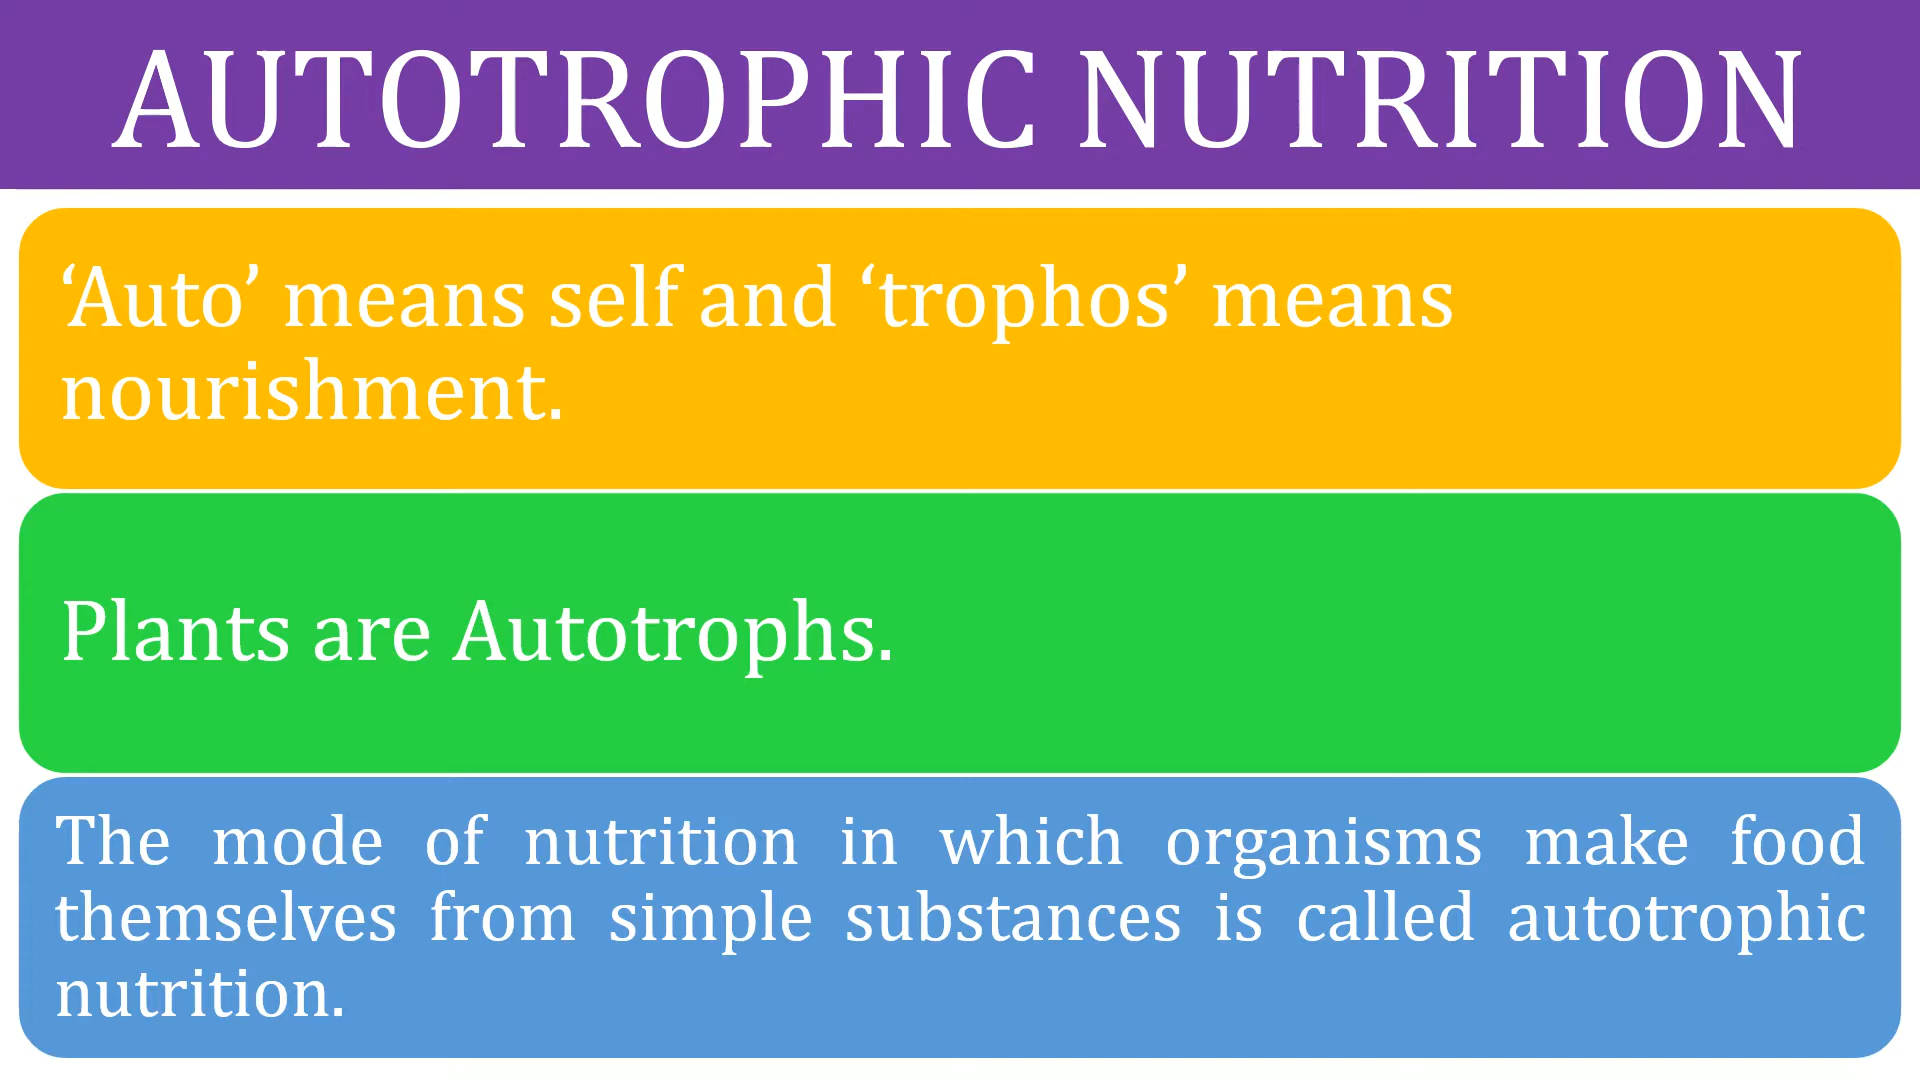 AUTOTROPHIC NUTRITION
‘Auto’ means self and ‘trophos’ means
nourishment.
Plants are Autotrophs.
The mode of nutrition in which organisms make food
themselves from simple substances is called autotrophic
nutrition.